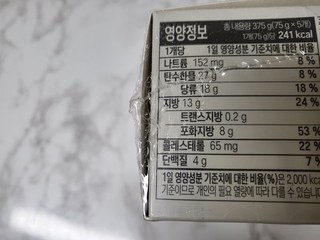 영양정보 총 내용량 375 g(75 g × 5개)
1개(75 g)당 241 kcal
1개당 1일 영양성분 기준치에 대한 비율
나트륨 152 mg 8 %
탄수화물 27 g 8 %
당류 18 g 18 %
지방 13 g 24 %
트랜스지방 0.2 g
포화지방 8 g 53 %
콜레스테롤 65 mg 22 %
단백질 4 g 7 %
1일 영양성분 기준치에 대한 비율(%)은 2,000 kcal
기준이므로 개인의 필요 열량에 따라 다를 수 있습니다